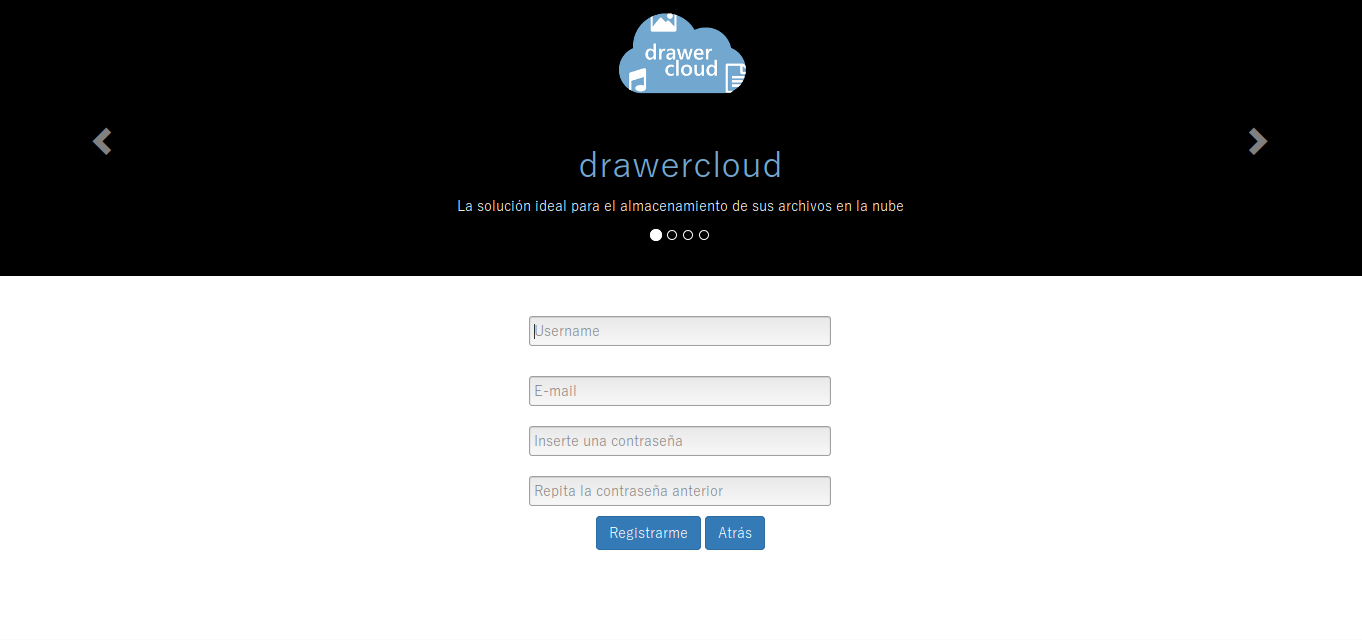 drawer
cloud
drawercloud
La solución ideal para el almacenamiento de sus archivos en la nube
Username
E-mail
Inserte una contraseña
Repita la contraseña anterior
Registrarme Atrás